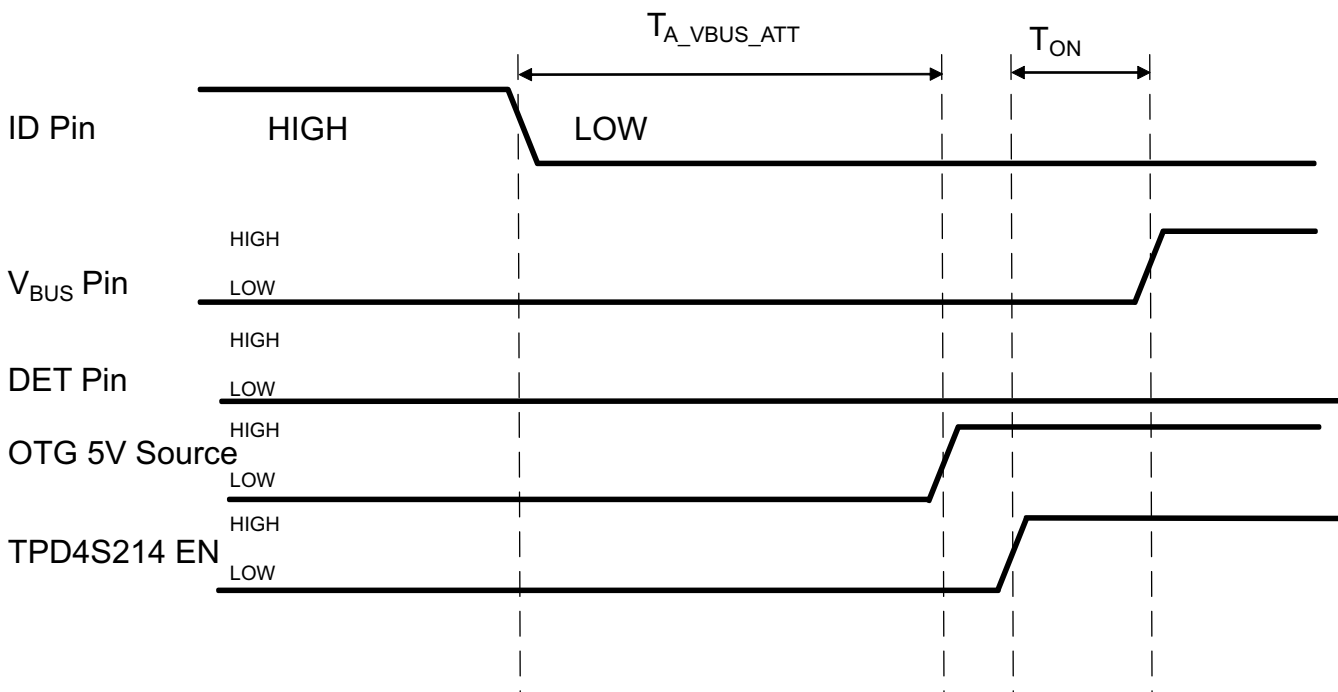 T_A_VBUS_ATT
T_ON
ID Pin HIGH LOW
HIGH
V_BUS Pin LOW
HIGH
DET Pin LOW
HIGH
OTG 5V Source
LOW
HIGH
TPD4S214 EN
LOW